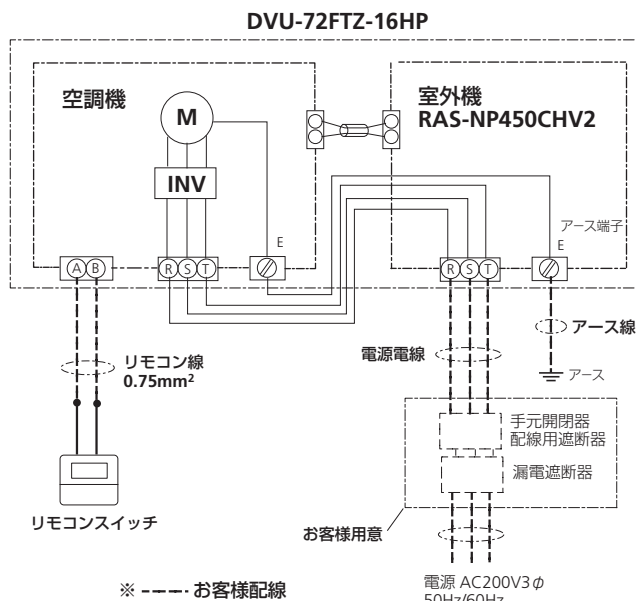 DVU-72FTZ-16HP
空調機
M
INV
室外機
RAS-NP450CHV2
アース端子
E
E
A B
R S T
R S T
リモコン線
0.75mm²
電源電線
アース線
アース
手元開閉器
配線用遮断器
漏電遮断器
リモコンスイッチ
お客様用意
※ ----- お客様配線
電源 AC200V3φ
50Hz/60Hz